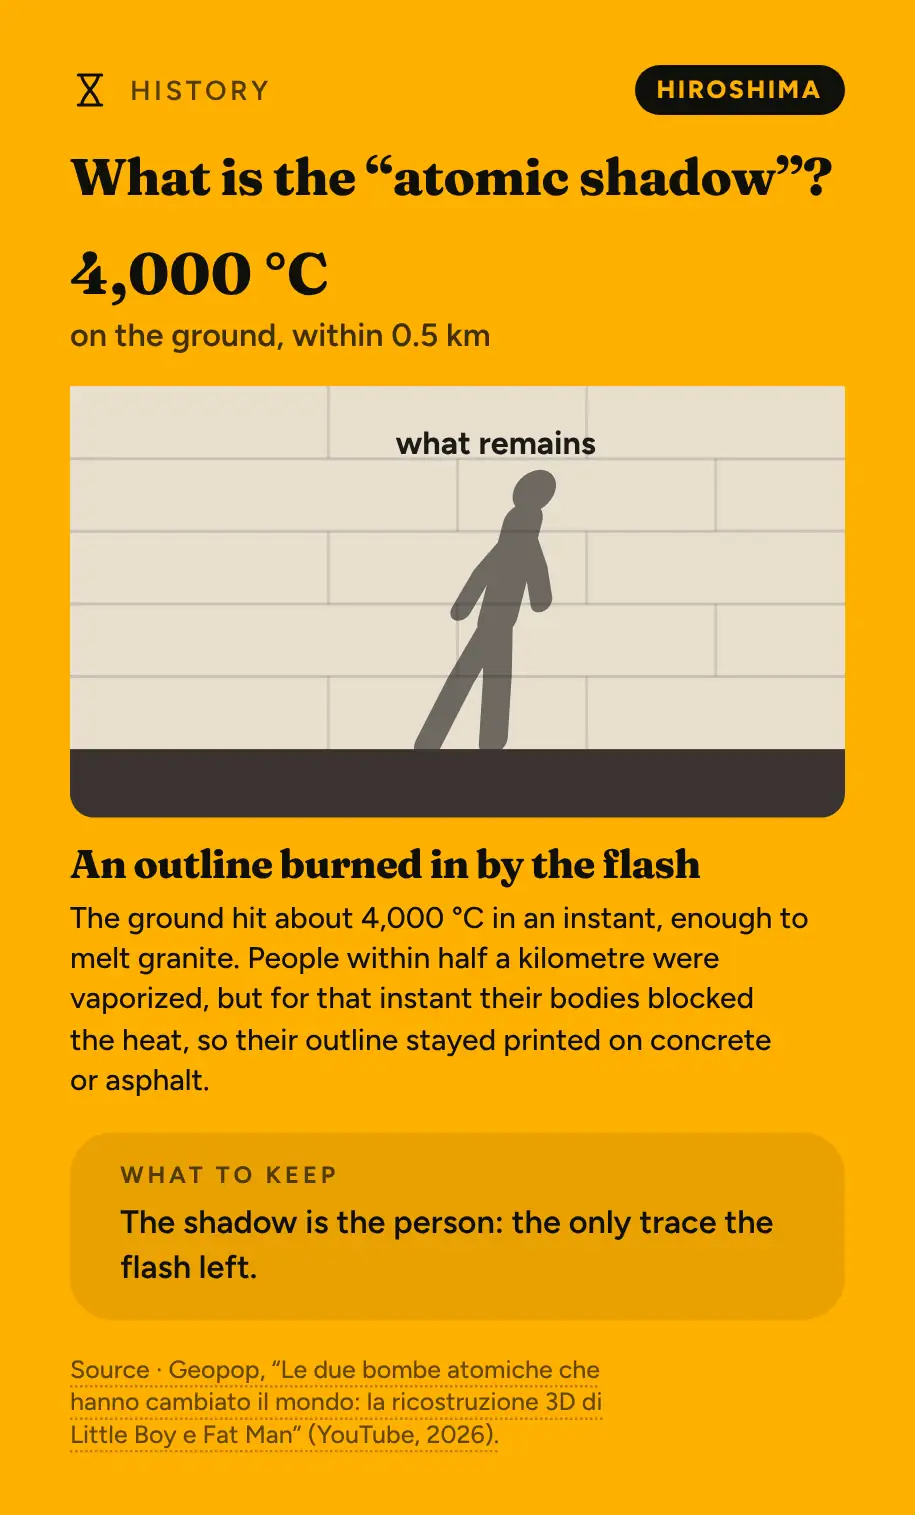 HISTORY
HIROSHIMA
What is the “atomic shadow”?
4,000 °C
on the ground, within 0.5 km
what remains
An outline burned in by the flash
The ground hit about 4,000 °C in an instant, enough to
melt granite. People within half a kilometre were
vaporized, but for that instant their bodies blocked
the heat, so their outline stayed printed on concrete
or asphalt.
WHAT TO KEEP
The shadow is the person: the only trace the
flash left.
Source · Geopop, “Le due bombe atomiche che
hanno cambiato il mondo: la ricostruzione 3D di
Little Boy e Fat Man” (YouTube, 2026).